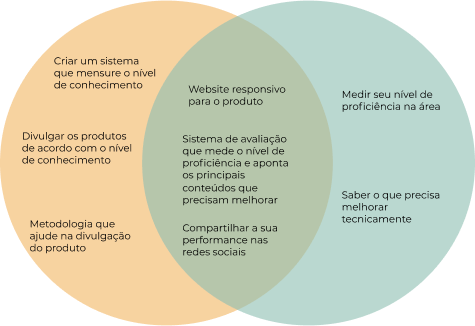 Criar um sistema
que mensure o nível
de conhecimento
Divulgar os produtos
de acordo com o nível
de conhecimento
Metodologia que
ajude na divulgação
do produto
Website responsivo
para o produto
Sistema de avaliação
que mede o nível de
proficiência e aponta
os principais
conteúdos que
precisam melhorar
Compartilhar a sua
performance nas
redes sociais
Medir seu nível de
proficiência na área
Saber o que precisa
melhorar
tecnicamente